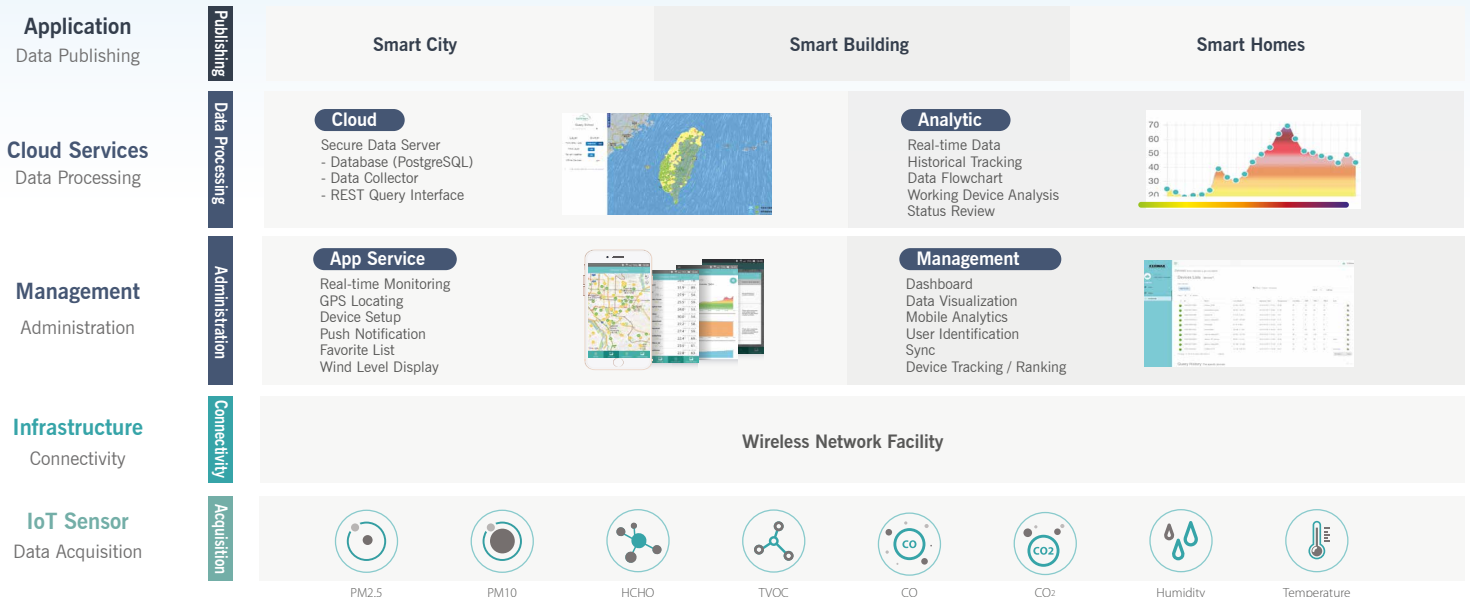 Application
Data Publishing
Publishing
Smart City
Smart Building
Smart Homes
Cloud Services
Data Processing
Data Processing
Cloud
Secure Data Server
- Database (PostgreSQL)
- Data Collector
- REST Query Interface
Analytic
Real-time Data
Historical Tracking
Data Flowchart
Working Device Analysis
Status Review
70
60
50
40
30
20
Management
Administration
Administration
App Service
Real-time Monitoring
GPS Locating
Device Setup
Push Notification
Favorite List
Wind Level Display
Management
Dashboard
Data Visualization
Mobile Analytics
User Identification
Sync
Device Tracking / Ranking
Infrastructure
Connectivity
Connectivity
Wireless Network Facility
IoT Sensor
Data Acquisition
Acquisition
CO
CO2
PM2.5
PM10
HCHO
TVOC
CO
CO2
Humidity
Temperature